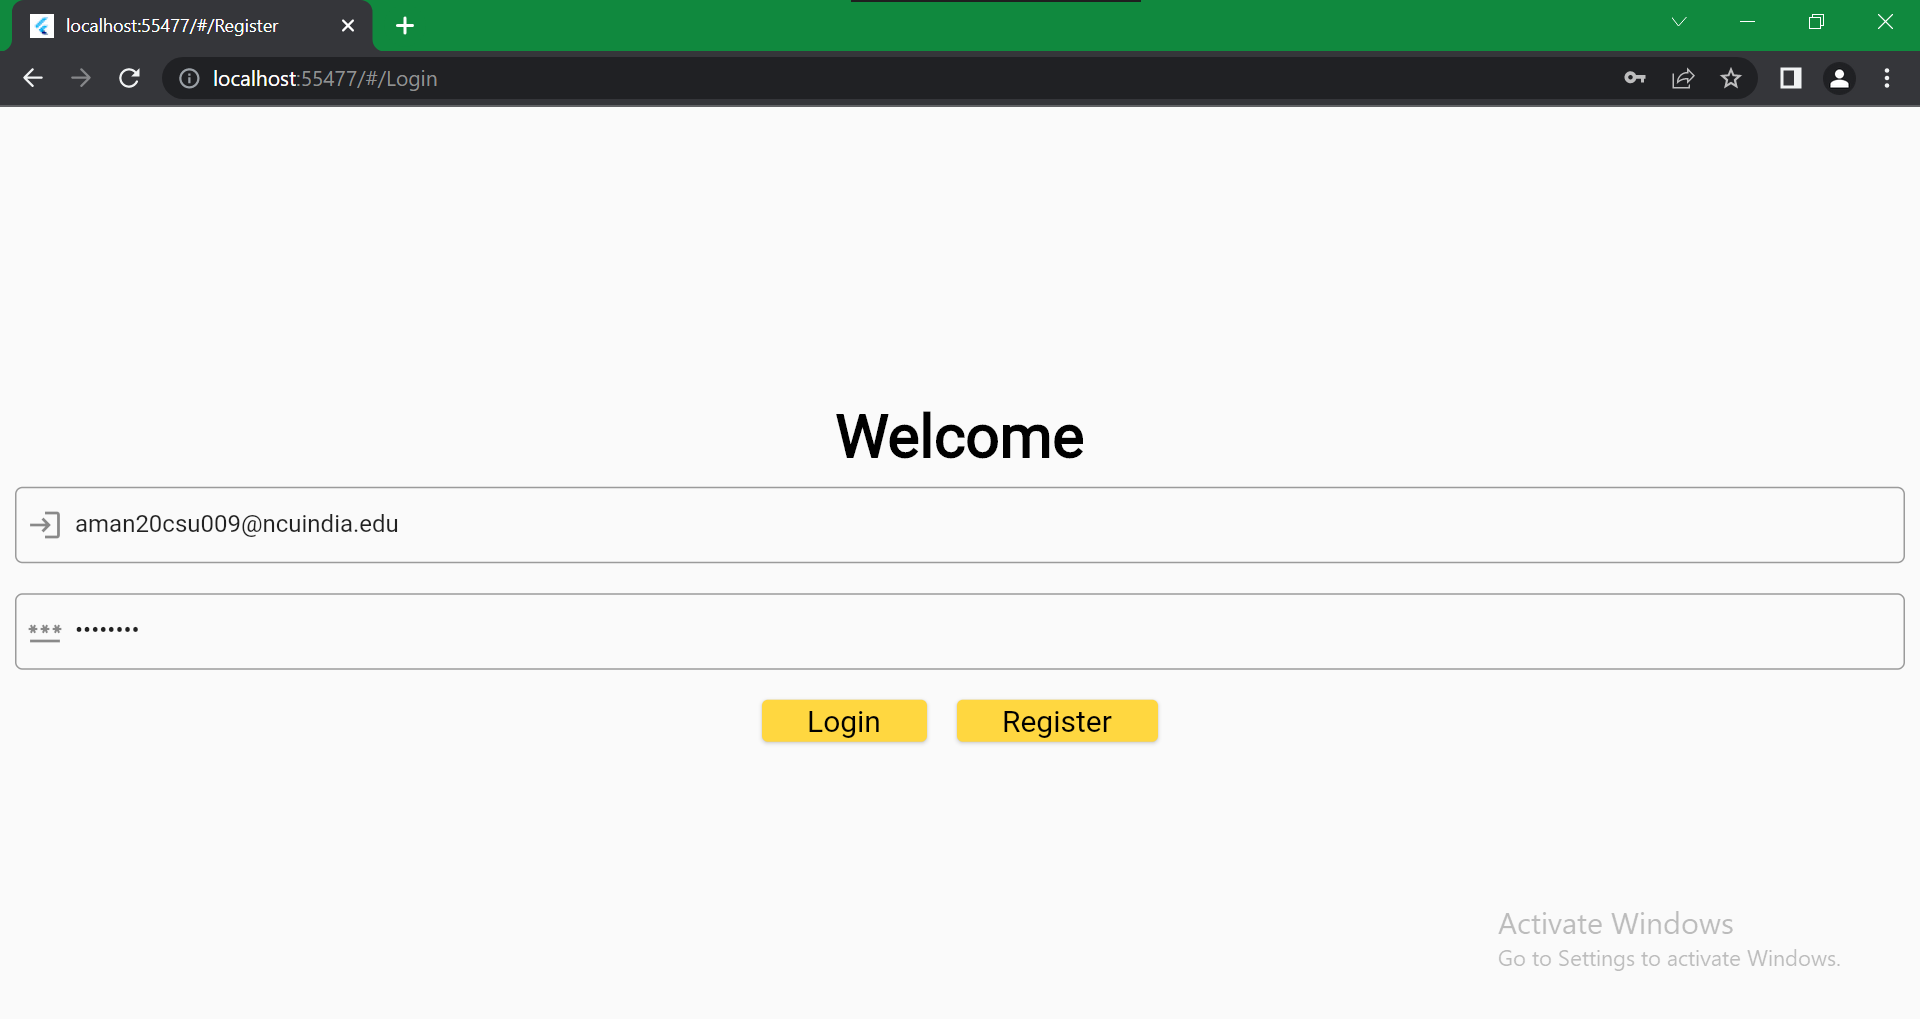 localhost:55477/#/Register
localhost:55477/#/Login
Welcome
aman20csu009@ncuindia.edu
••••••••
Login
Register
Activate Windows
Go to Settings to activate Windows.